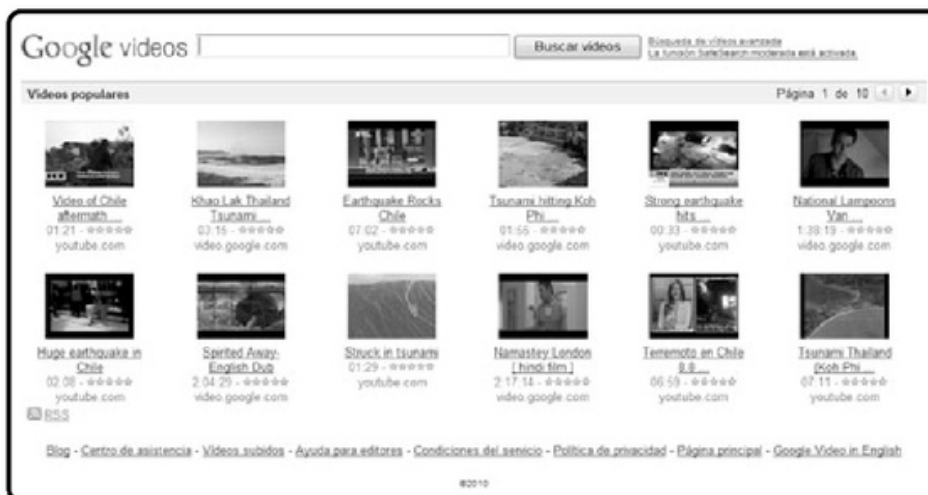 Google videos
Buscar vídeos
Búsqueda de vídeos avanzada
La función SafeSearch moderada está activada.
Vídeos populares
Página 1 de 10
Video of Chile
aftermath ...
01:21 - ☆☆☆☆☆
youtube.com
Khao Lak Thailand
Tsunami ...
03:15 - ☆☆☆☆☆
video.google.com
Earthquake Rocks
Chile
07:02 - ☆☆☆☆☆
youtube.com
Tsunami hitting Koh
Phi ...
01:55 - ☆☆☆☆☆
video.google.com
Strong earthquake
hits ...
00:33 - ☆☆☆☆☆
youtube.com
National Lampoons
Van ...
1:38:19 - ☆☆☆☆☆
video.google.com
Huge earthquake in
Chile
02:08 - ☆☆☆☆☆
youtube.com
Spirited Away-
English Dub
2:04:29 - ☆☆☆☆☆
video.google.com
Struck in tsunami
01:29 - ☆☆☆☆☆
youtube.com
Namastey London
[ hindi film ]
2:17:14 - ☆☆☆☆☆
video.google.com
Terremoto en Chile
8.8 ...
06:59 - ☆☆☆☆☆
youtube.com
Tsunami Thailand
(Koh Phi ...
07:11 - ☆☆☆☆☆
video.google.com
RSS
Blog - Centro de asistencia - Vídeos subidos - Ayuda para editores - Condiciones del servicio - Política de privacidad - Página principal - Google Video in English
©2010